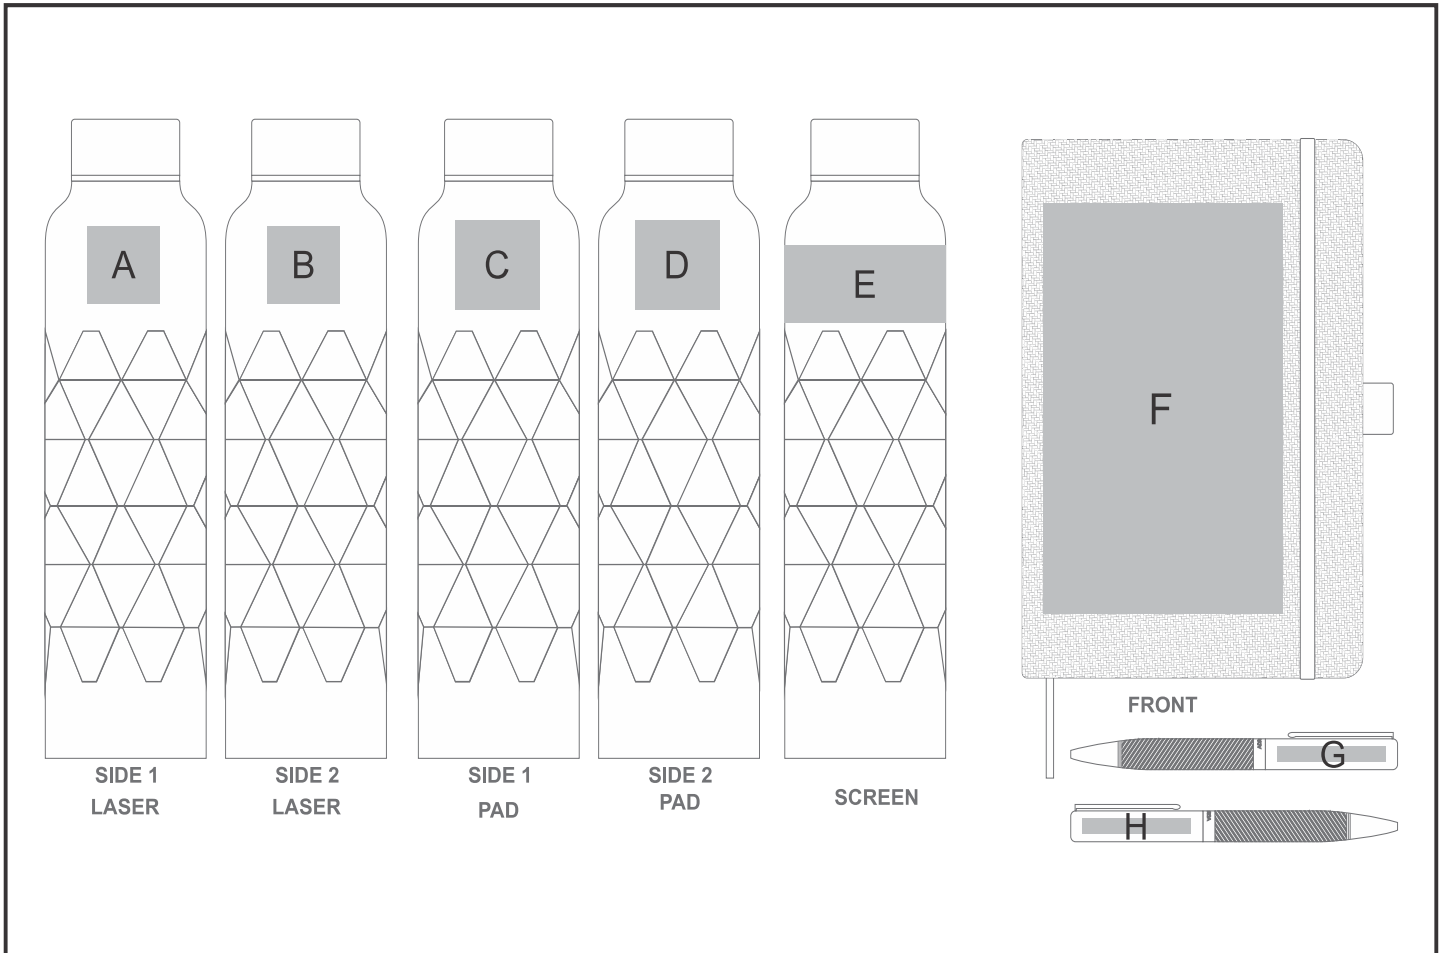 A
B
C
D
E
F
SIDE 1
LASER
SIDE 2
LASER
SIDE 1
PAD
SIDE 2
PAD
SCREEN
FRONT
G
H